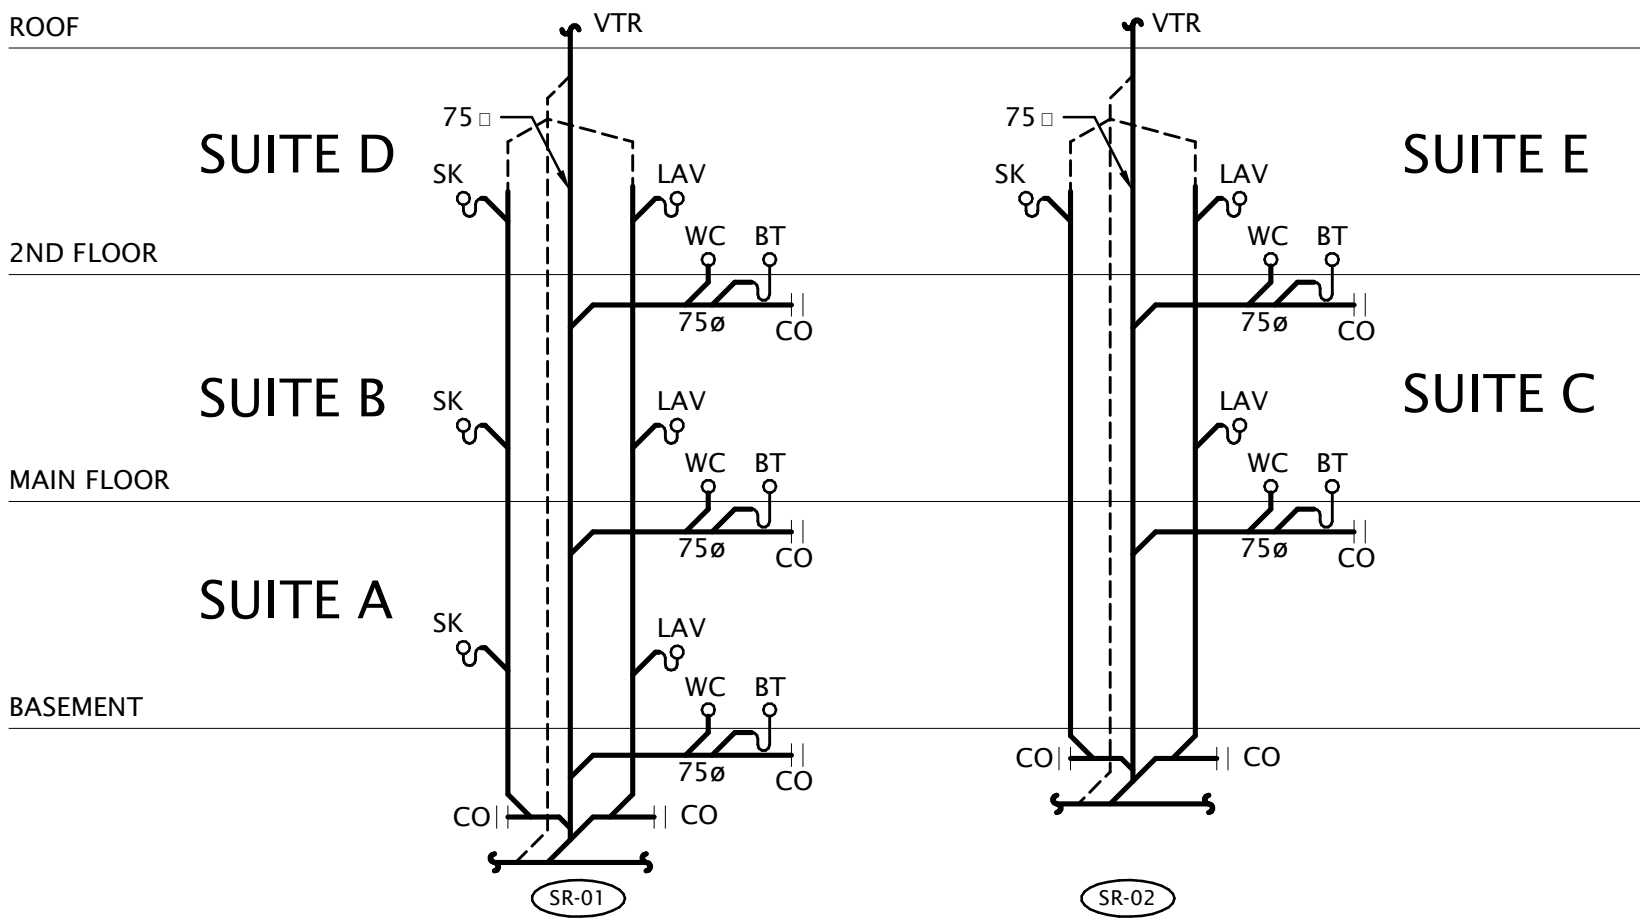 ROOF
VTR
VTR
75 □
75 □
SUITE D
SUITE E
SK
LAV
SK
LAV
2ND FLOOR
WC
BT
WC
BT
75ø
CO
75ø
CO
SUITE B
SUITE C
SK
LAV
LAV
MAIN FLOOR
WC
BT
WC
BT
75ø
CO
75ø
CO
SUITE A
SK
LAV
BASEMENT
WC
BT
75ø
CO
CO
CO
CO
CO
SR-01
SR-02